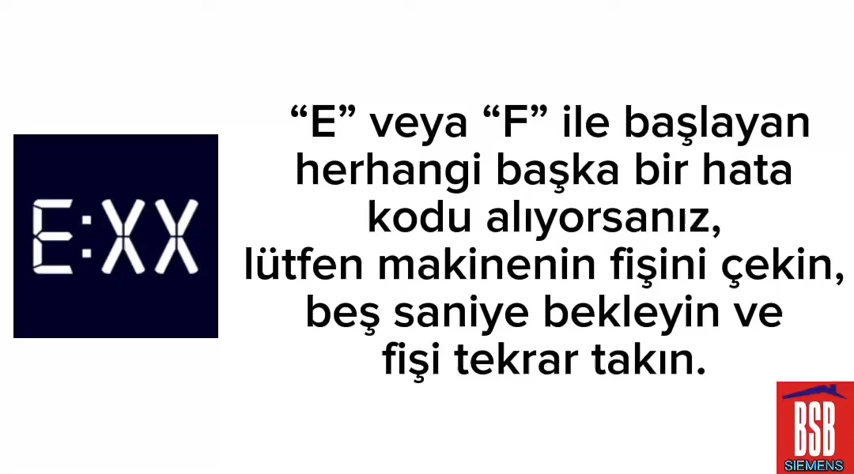 E:XX
“E” veya “F” ile başlayan
herhangi başka bir hata
kodu alıyorsanız,
lütfen makinenin fişini çekin,
beş saniye bekleyin ve
fişi tekrar takın.
BSB
SIEMENS